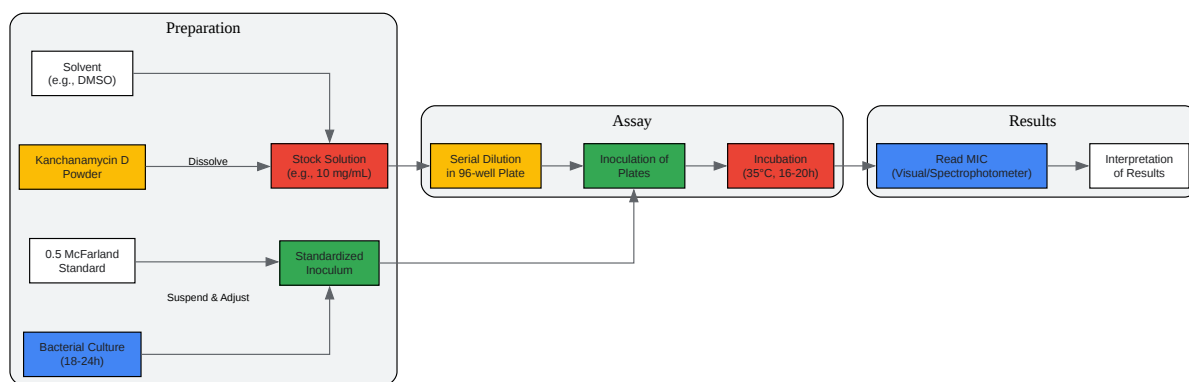 Preparation
Solvent
(e.g., DMSO)
Kanchanamycin D
Powder
Dissolve
Stock Solution
(e.g., 10 mg/mL)
0.5 McFarland
Standard
Standardized
Inoculum
Suspend & Adjust
Bacterial Culture
(18-24h)
Assay
Serial Dilution
in 96-well Plate
Inoculation of
Plates
Incubation
(35°C, 16-20h)
Results
Read MIC
(Visual/Spectrophotometer)
Interpretation
of Results